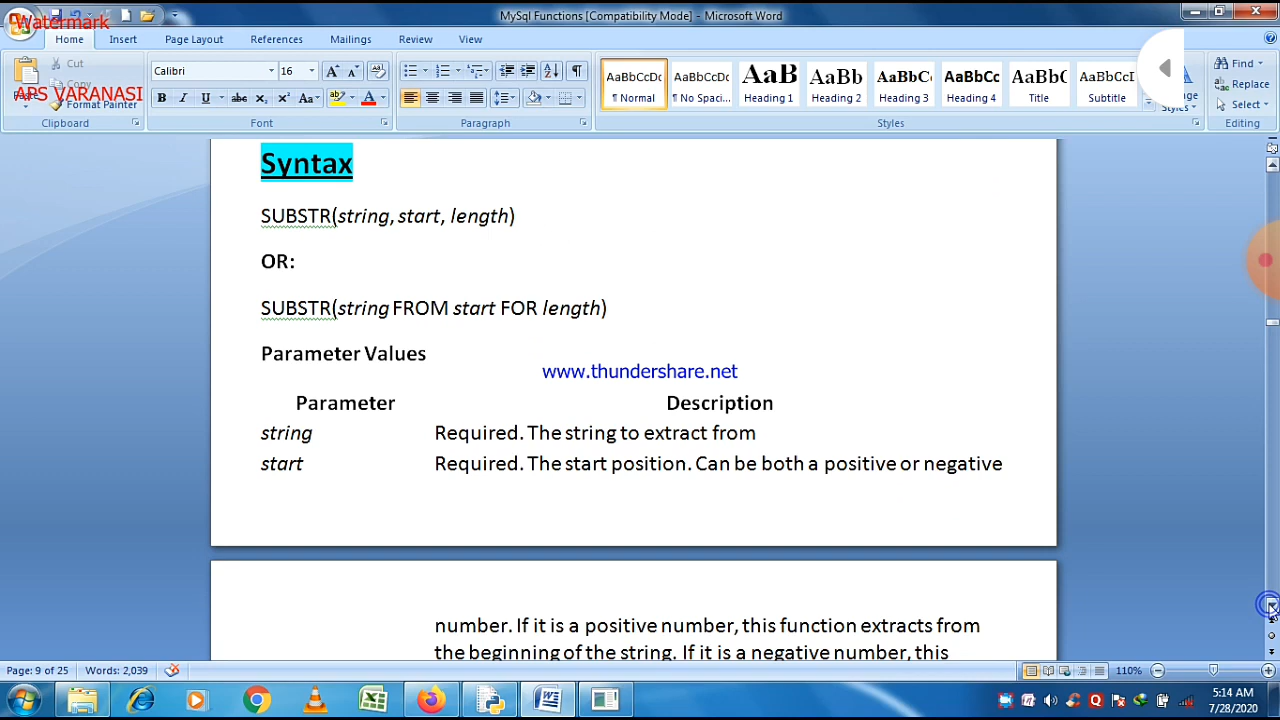 MySql Functions [Compatibility Mode] - Microsoft Word
Watermark
Home Insert Page Layout References Mailings Review View
Cut
Copy
Format Painter
APS VARANASI
Calibri 16
AaBbCcDc AaBbCcDc AaB AaBb AaBbCc AaBbCc AaBbC AaBbCcI
¶ Normal ¶ No Spaci... Heading 1 Heading 2 Heading 3 Heading 4 Title Subtitle
Styles
Find
Replace
Select
Clipboard Font Paragraph Styles Editing
Syntax
SUBSTR(string, start, length)
OR:
SUBSTR(string FROM start FOR length)
Parameter Values
www.thundershare.net
Parameter Description
string Required. The string to extract from
start Required. The start position. Can be both a positive or negative
number. If it is a positive number, this function extracts from
the beginning of the string. If it is a negative number, this
Page: 9 of 25 Words: 2,039 110%
5:14 AM
7/28/2020